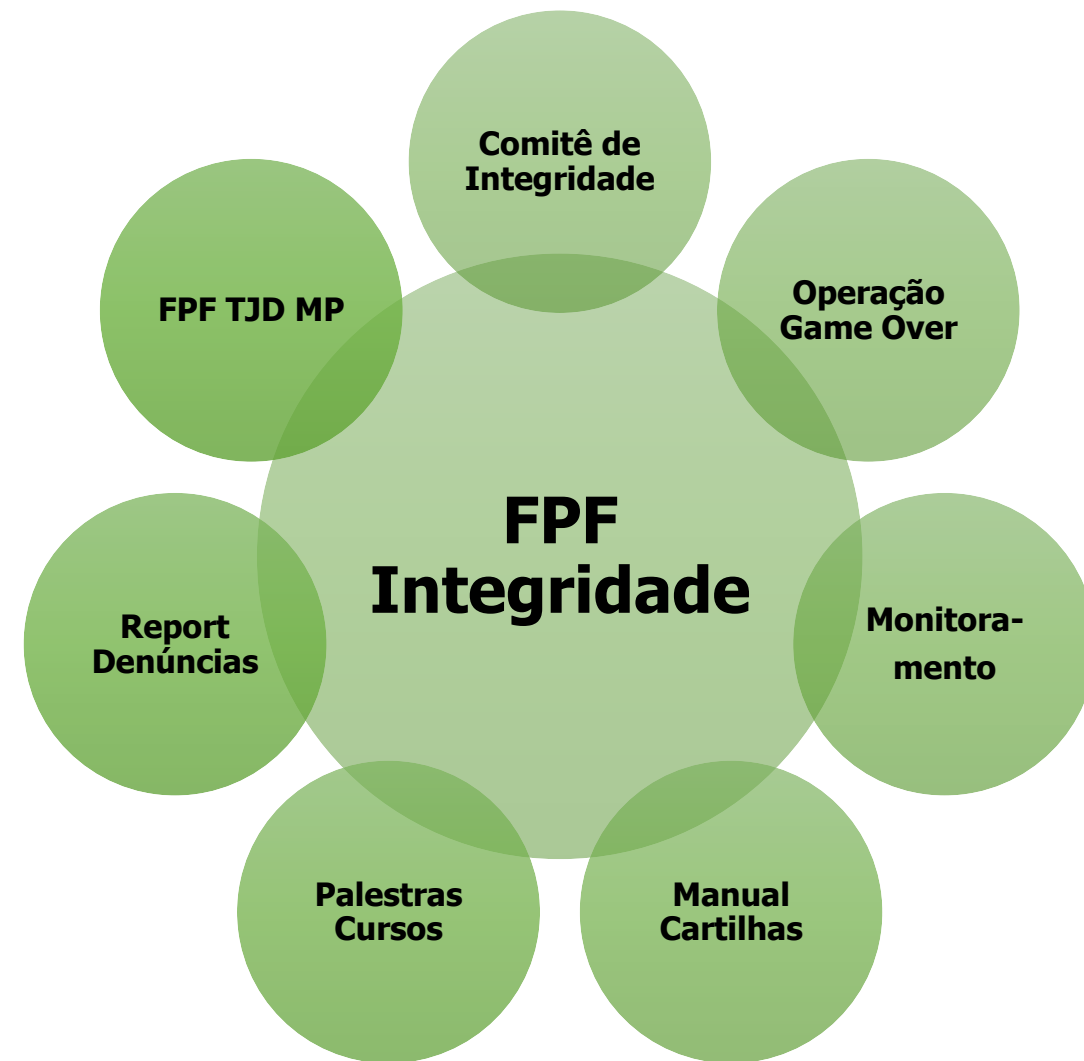 Comitê de
Integridade
Operação
Game Over
Monitora-
mento
Manual
Cartilhas
Palestras
Cursos
Report
Denúncias
FPF TJD MP
FPF
Integridade